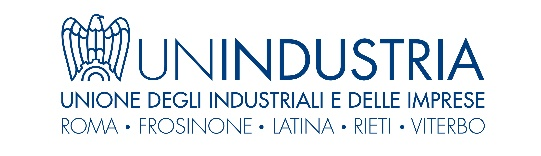 UNINDUSTRIA
UNIONE DEGLI INDUSTRIALI E DELLE IMPRESE
ROMA • FROSINONE • LATINA • RIETI • VITERBO